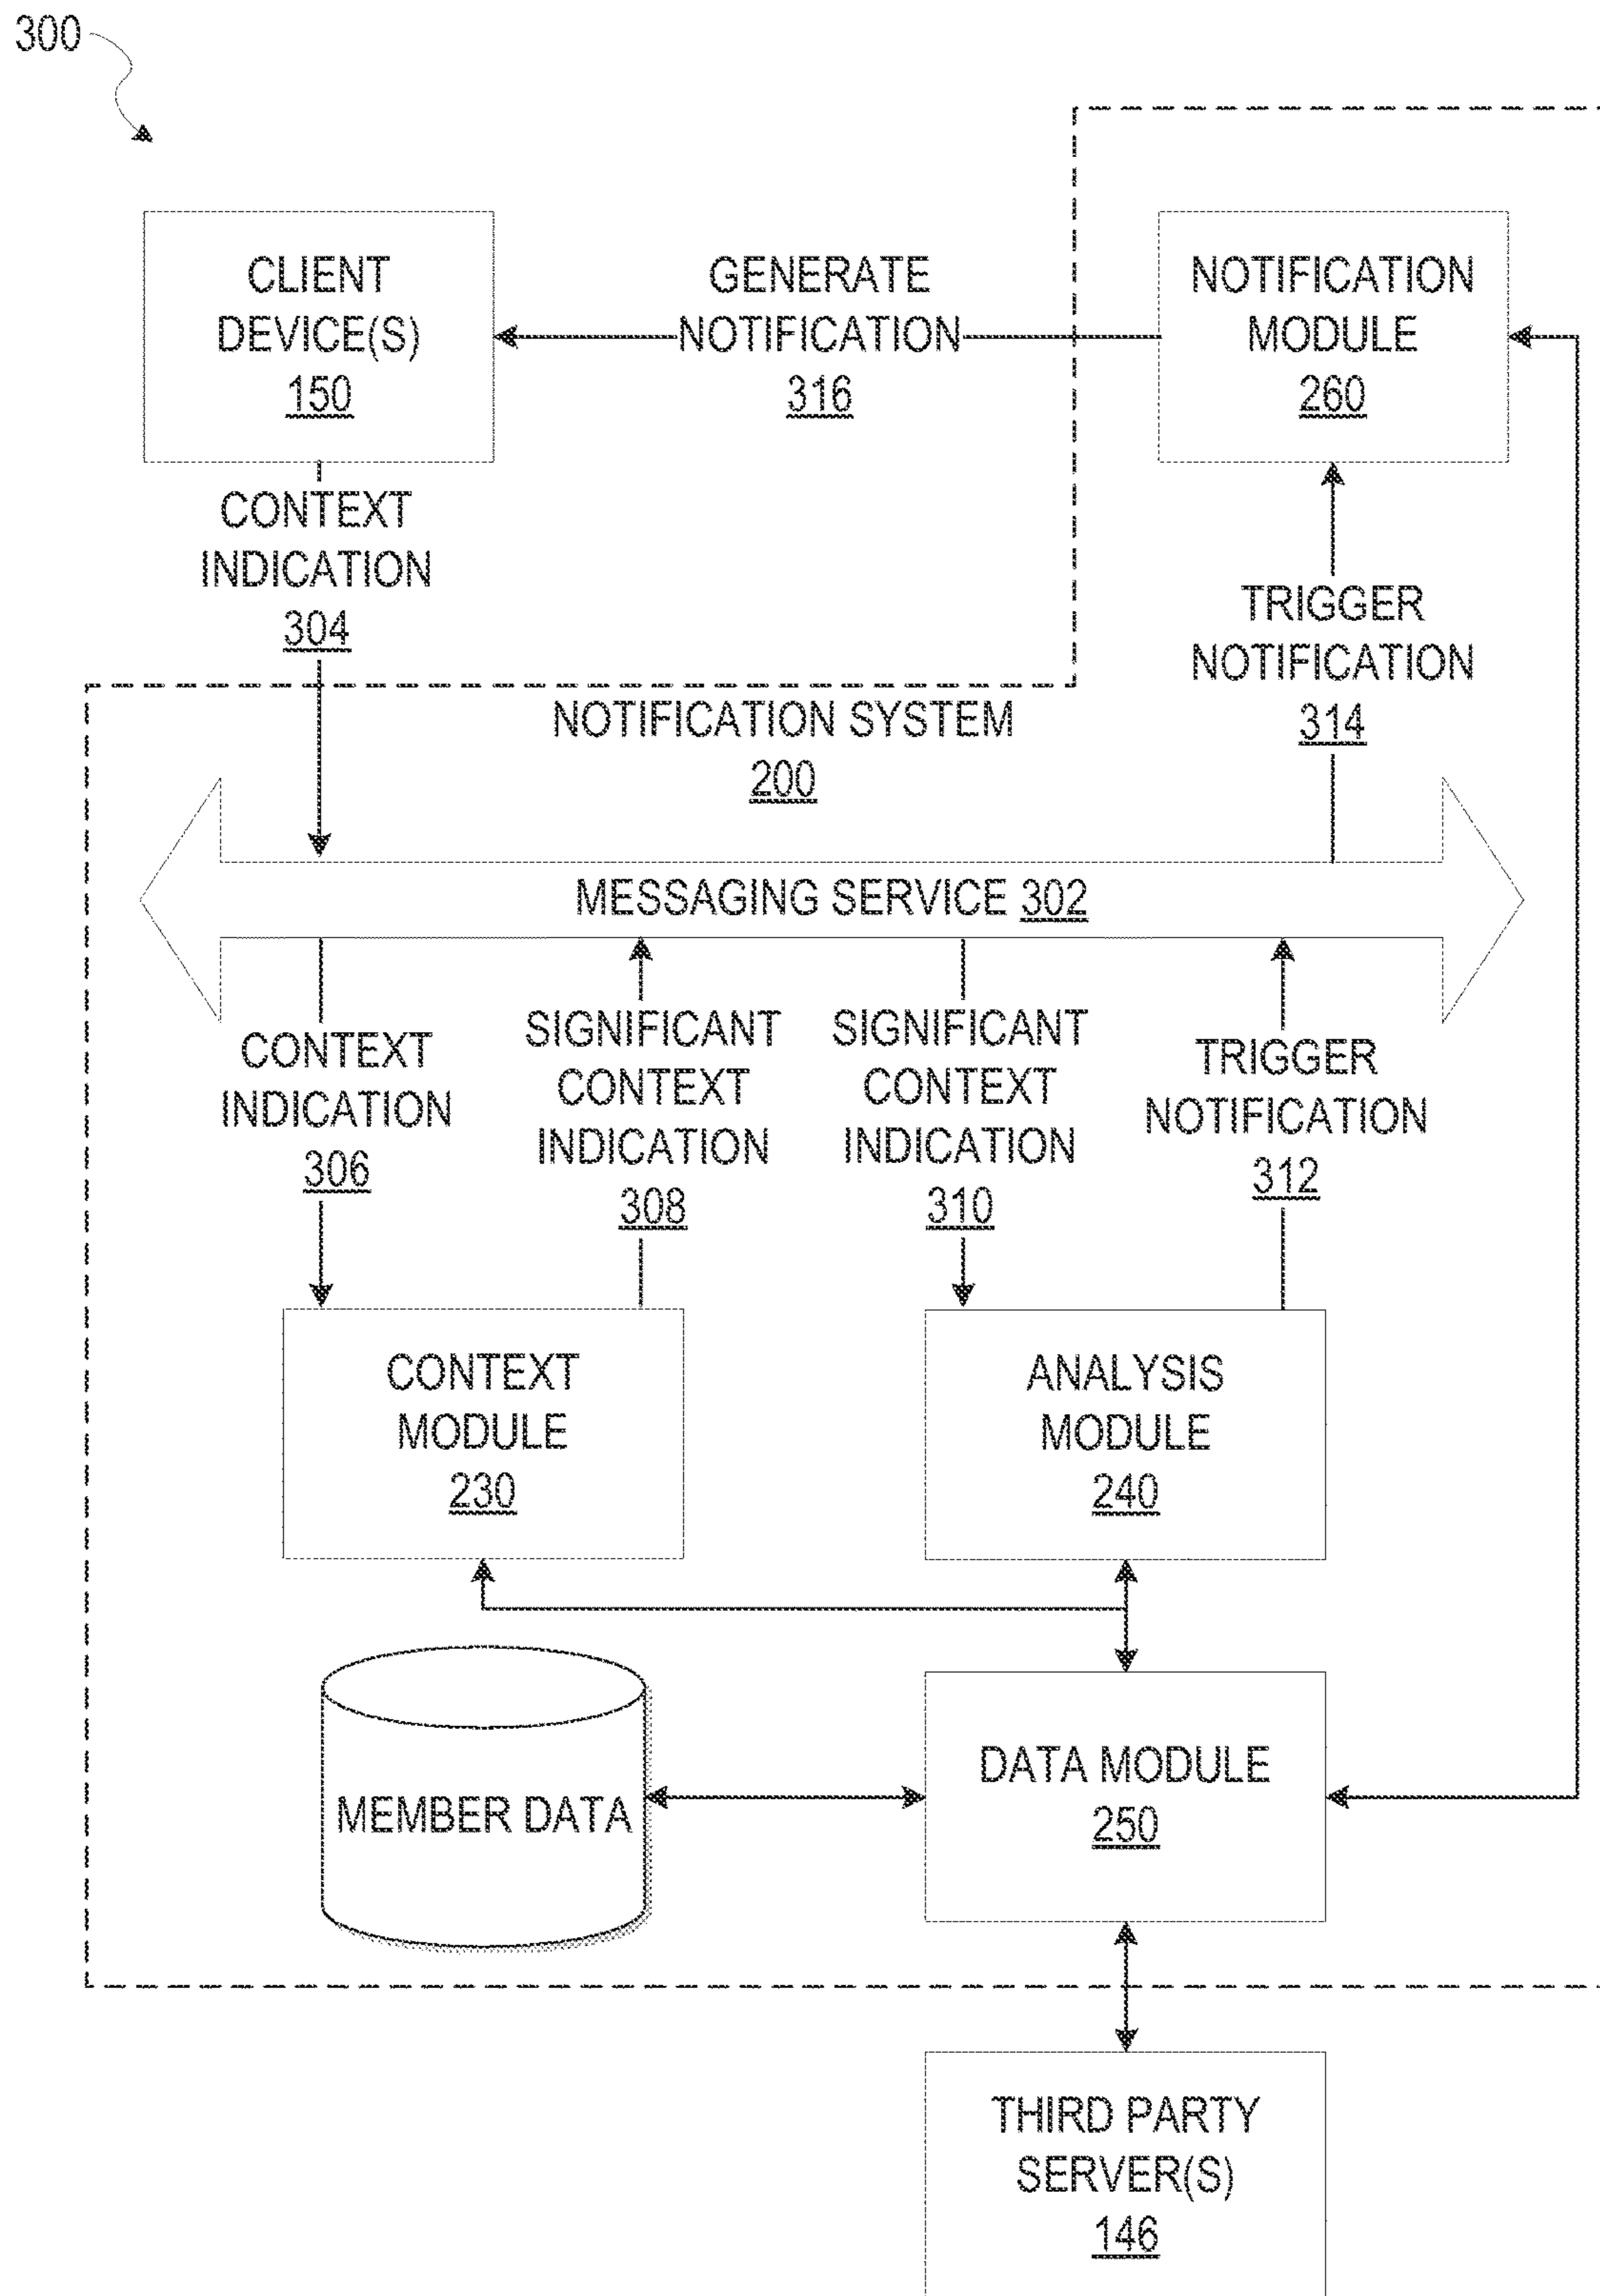 300
CLIENT
DEVICE(S)
150
GENERATE
NOTIFICATION
316
NOTIFICATION
MODULE
260
CONTEXT
INDICATION
304
TRIGGER
NOTIFICATION
314
NOTIFICATION SYSTEM
200
MESSAGING SERVICE 302
CONTEXT
INDICATION
306
SIGNIFICANT
CONTEXT
INDICATION
308
SIGNIFICANT
CONTEXT
INDICATION
310
TRIGGER
NOTIFICATION
312
CONTEXT
MODULE
230
ANALYSIS
MODULE
240
MEMBER DATA
DATA MODULE
250
THIRD PARTY
SERVER(S)
146